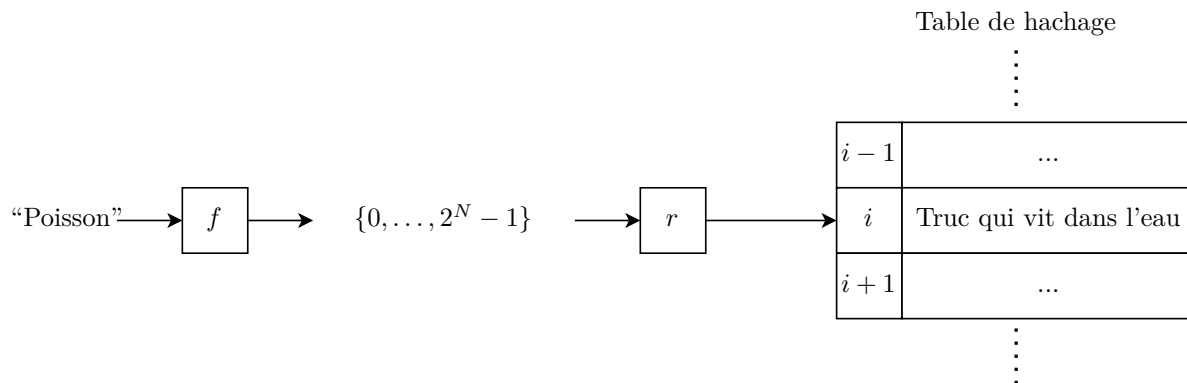 Table de hachage
i − 1 ...
“Poisson” f {0, . . . , 2^N − 1} r i Truc qui vit dans l'eau
i + 1 ...